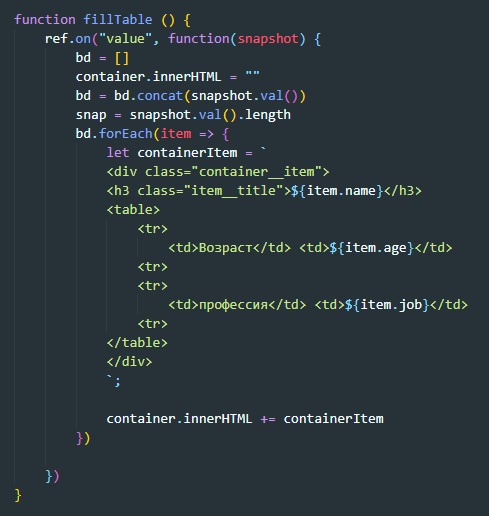 function fillTable () {
ref.on("value", function(snapshot) {
bd = []
container.innerHTML = ""
bd = bd.concat(snapshot.val())
snap = snapshot.val().length
bd.forEach(item => {
let containerItem = `
<div class="container__item">
<h3 class="item__title">${item.name}</h3>
<table>
<tr>
<td>Возраст</td> <td>${item.age}</td>
<tr>
<tr>
<td>профессия</td> <td>${item.job}</td>
<tr>
</table>
</div>
`;
container.innerHTML += containerItem
})
})
}